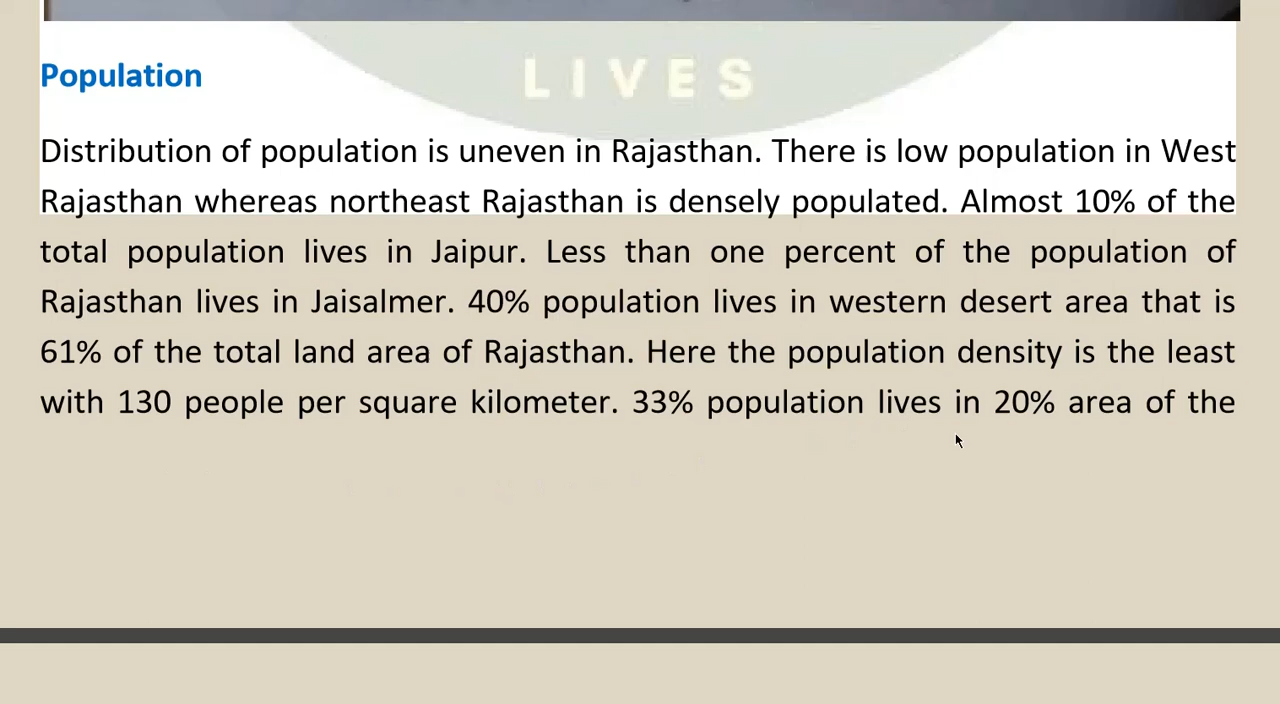 LIVES
Population
Distribution of population is uneven in Rajasthan. There is low population in West
Rajasthan whereas northeast Rajasthan is densely populated. Almost 10% of the
total population lives in Jaipur. Less than one percent of the population of
Rajasthan lives in Jaisalmer. 40% population lives in western desert area that is
61% of the total land area of Rajasthan. Here the population density is the least
with 130 people per square kilometer. 33% population lives in 20% area of the